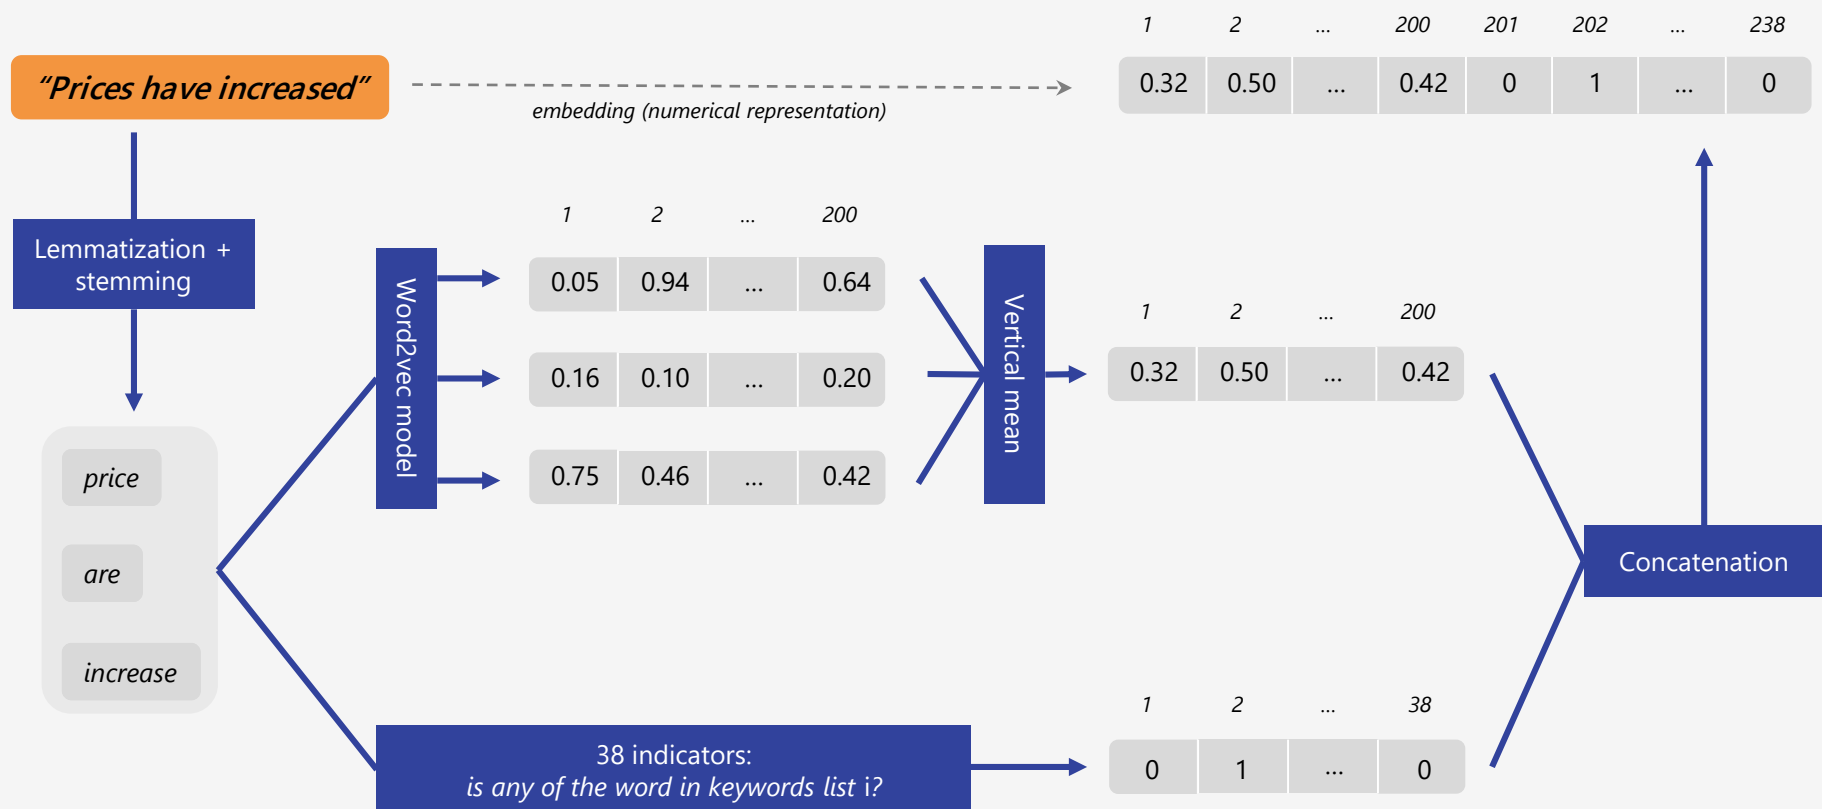 1 2 ... 200 201 202 ... 238
“Prices have increased”
0.32 0.50 ... 0.42 0 1 ... 0
embedding (numerical representation)
Lemmatization +
stemming
1 2 ... 200
Word2vec model
0.05 0.94 ... 0.64
0.16 0.10 ... 0.20
0.75 0.46 ... 0.42
Vertical mean
1 2 ... 200
0.32 0.50 ... 0.42
price
are
increase
Concatenation
38 indicators:
is any of the word in keywords list i?
1 2 ... 38
0 1 ... 0